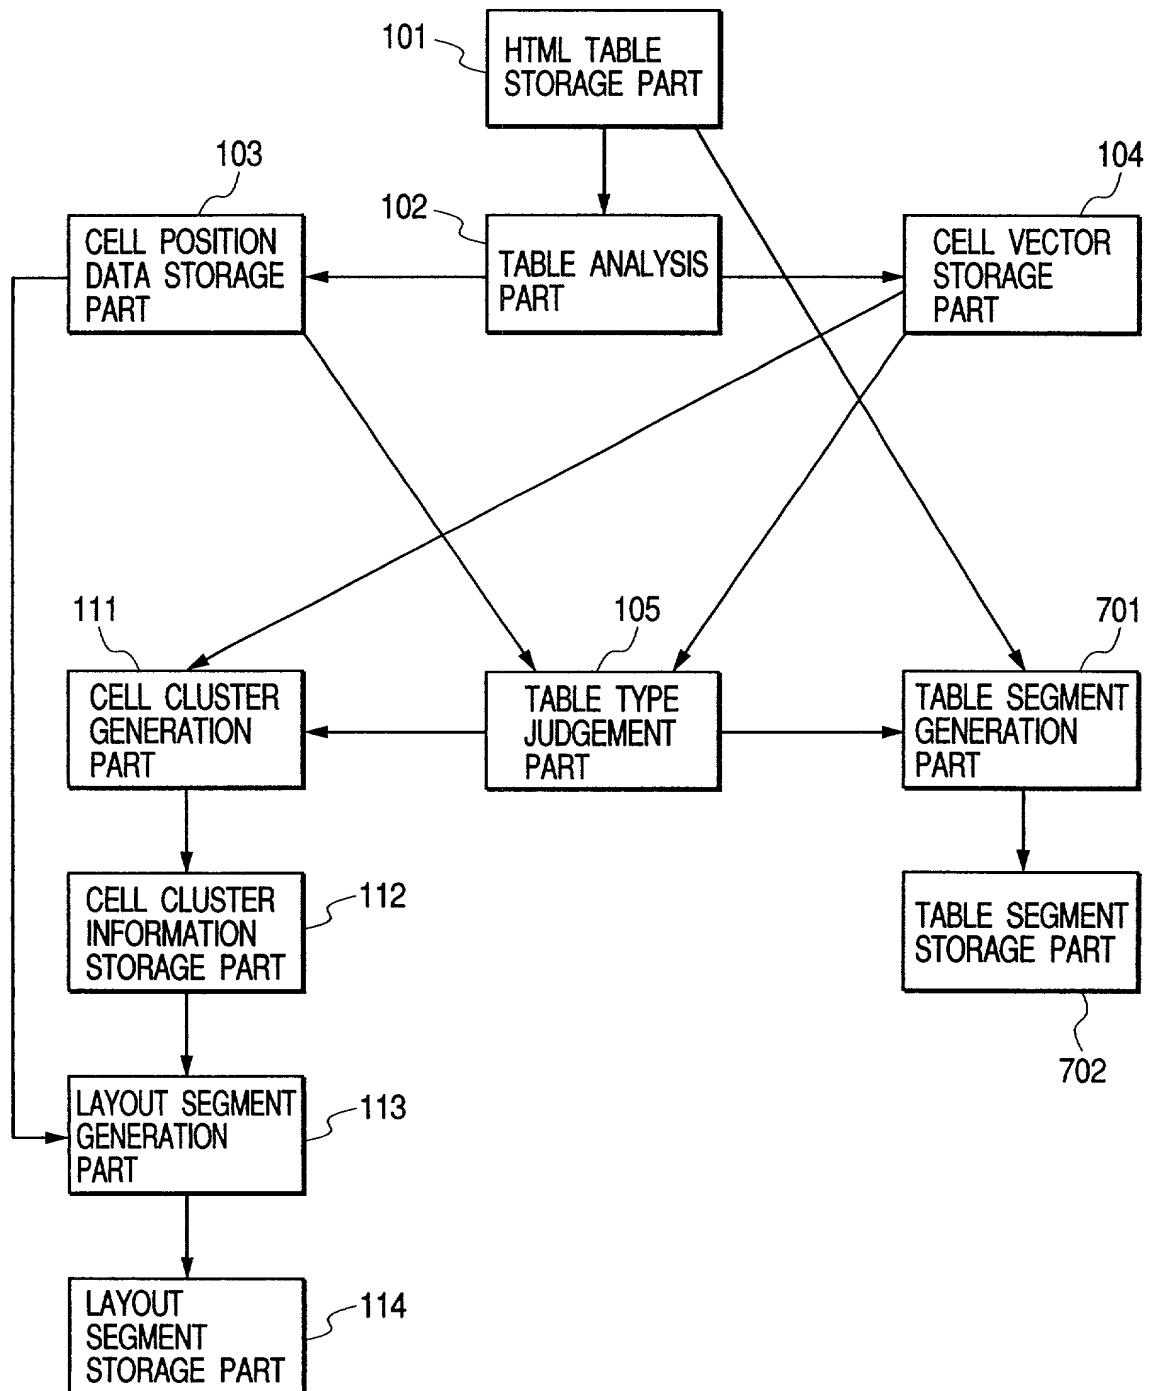 101
HTML TABLE
STORAGE PART
103
102
104
CELL POSITION
DATA STORAGE
PART
TABLE ANALYSIS
PART
CELL VECTOR
STORAGE
PART
111
105
701
CELL CLUSTER
GENERATION
PART
TABLE TYPE
JUDGEMENT
PART
TABLE SEGMENT
GENERATION
PART
CELL CLUSTER
INFORMATION
STORAGE PART
112
TABLE SEGMENT
STORAGE PART
702
LAYOUT SEGMENT
GENERATION
PART
113
LAYOUT
SEGMENT
STORAGE PART
114